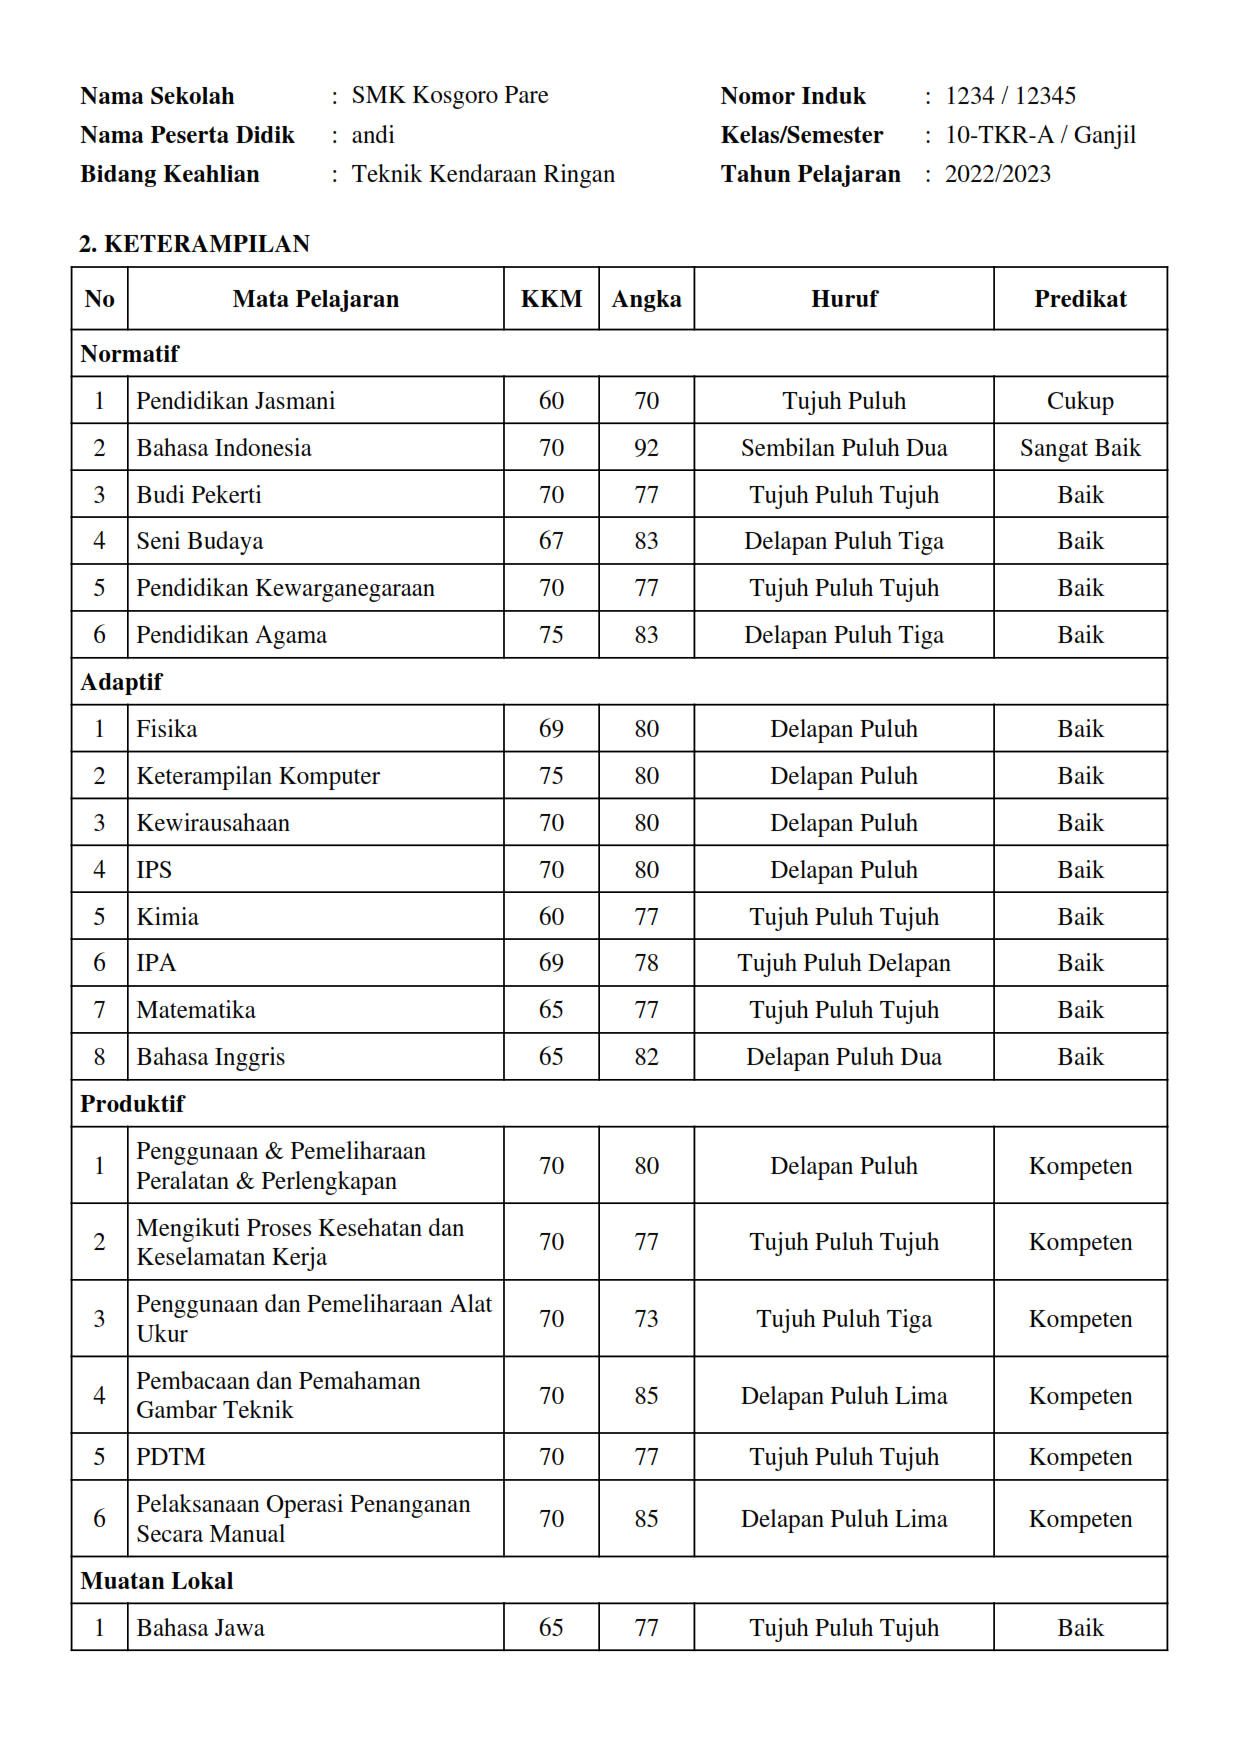 Nama Sekolah : SMK Kosgoro Pare Nomor Induk : 1234 / 12345
Nama Peserta Didik : andi Kelas/Semester : 10-TKR-A / Ganjil
Bidang Keahlian : Teknik Kendaraan Ringan Tahun Pelajaran : 2022/2023
2. KETERAMPILAN
No Mata Pelajaran KKM Angka Huruf Predikat
Normatif
1 Pendidikan Jasmani 60 70 Tujuh Puluh Cukup
2 Bahasa Indonesia 70 92 Sembilan Puluh Dua Sangat Baik
3 Budi Pekerti 70 77 Tujuh Puluh Tujuh Baik
4 Seni Budaya 67 83 Delapan Puluh Tiga Baik
5 Pendidikan Kewarganegaraan 70 77 Tujuh Puluh Tujuh Baik
6 Pendidikan Agama 75 83 Delapan Puluh Tiga Baik
Adaptif
1 Fisika 69 80 Delapan Puluh Baik
2 Keterampilan Komputer 75 80 Delapan Puluh Baik
3 Kewirausahaan 70 80 Delapan Puluh Baik
4 IPS 70 80 Delapan Puluh Baik
5 Kimia 60 77 Tujuh Puluh Tujuh Baik
6 IPA 69 78 Tujuh Puluh Delapan Baik
7 Matematika 65 77 Tujuh Puluh Tujuh Baik
8 Bahasa Inggris 65 82 Delapan Puluh Dua Baik
Produktif
1 Penggunaan & Pemeliharaan
Peralatan & Perlengkapan 70 80 Delapan Puluh Kompeten
2 Mengikuti Proses Kesehatan dan
Keselamatan Kerja 70 77 Tujuh Puluh Tujuh Kompeten
3 Penggunaan dan Pemeliharaan Alat
Ukur 70 73 Tujuh Puluh Tiga Kompeten
4 Pembacaan dan Pemahaman
Gambar Teknik 70 85 Delapan Puluh Lima Kompeten
5 PDTM 70 77 Tujuh Puluh Tujuh Kompeten
6 Pelaksanaan Operasi Penanganan
Secara Manual 70 85 Delapan Puluh Lima Kompeten
Muatan Lokal
1 Bahasa Jawa 65 77 Tujuh Puluh Tujuh Baik